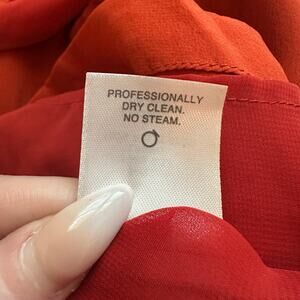 PROFESSIONALLY
DRY CLEAN.
NO STEAM.